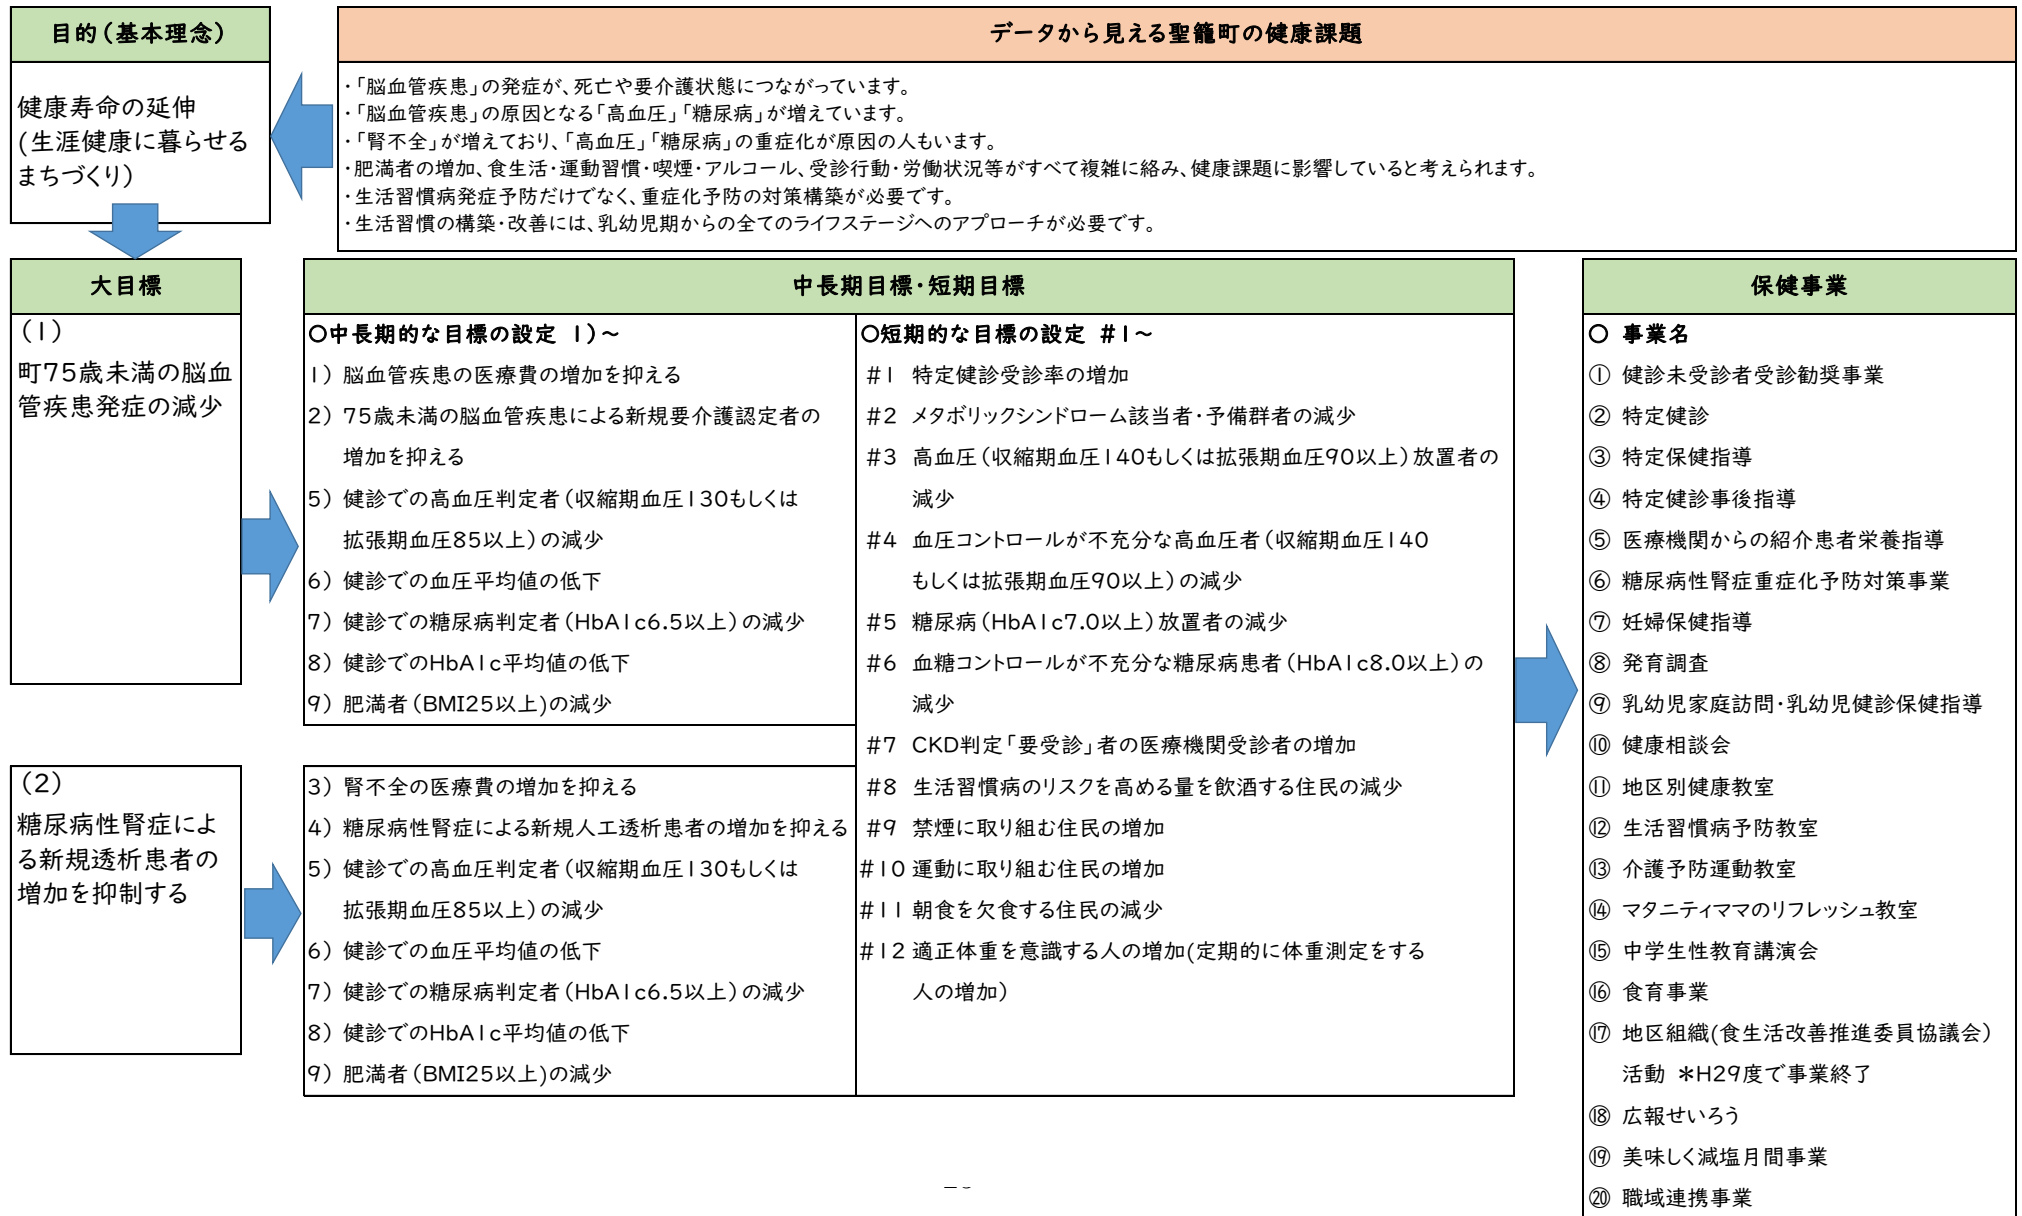 目的（基本理念）
健康寿命の延伸
(生涯健康に暮らせる
まちづくり）
データから見える聖籠町の健康課題
・「脳血管疾患」の発症が、死亡や要介護状態につながっています。
・「脳血管疾患」の原因となる「高血圧」「糖尿病」が増えています。
・「腎不全」が増えており、「高血圧」「糖尿病」の重症化が原因の人もいます。
・肥満者の増加、食生活・運動習慣・喫煙・アルコール、受診行動・労働状況等がすべて複雑に絡み、健康課題に影響していると考えられます。
・生活習慣病発症予防だけでなく、重症化予防の対策構築が必要です。
・生活習慣の構築・改善には、乳幼児期からの全てのライフステージへのアプローチが必要です。
大目標
（1）
町75歳未満の脳血
管疾患発症の減少
（2）
糖尿病性腎症によ
る新規透析患者の
増加を抑制する
中長期目標・短期目標
〇中長期的な目標の設定 1）～
1） 脳血管疾患の医療費の増加を抑える
2） 75歳未満の脳血管疾患による新規要介護認定者の
増加を抑える
5） 健診での高血圧判定者（収縮期血圧130もしくは
拡張期血圧85以上）の減少
6） 健診での血圧平均値の低下
7） 健診での糖尿病判定者（HbA1c6.5以上）の減少
8） 健診でのHbA1c平均値の低下
9） 肥満者（BMI25以上)の減少
3） 腎不全の医療費の増加を抑える
4） 糖尿病性腎症による新規人工透析患者の増加を抑える
5） 健診での高血圧判定者（収縮期血圧130もしくは
拡張期血圧85以上）の減少
6） 健診での血圧平均値の低下
7） 健診での糖尿病判定者（HbA1c6.5以上）の減少
8） 健診でのHbA1c平均値の低下
9） 肥満者（BMI25以上)の減少
〇短期的な目標の設定 #1～
#1 特定健診受診率の増加
#2 メタボリックシンドローム該当者・予備群者の減少
#3 高血圧（収縮期血圧140もしくは拡張期血圧90以上）放置者の
減少
#4 血圧コントロールが不充分な高血圧者（収縮期血圧140
もしくは拡張期血圧90以上）の減少
#5 糖尿病（HbA1c7.0以上）放置者の減少
#6 血糖コントロールが不充分な糖尿病患者（HbA1c8.0以上）の
減少
#7 CKD判定「要受診」者の医療機関受診者の増加
#8 生活習慣病のリスクを高める量を飲酒する住民の減少
#9 禁煙に取り組む住民の増加
#10 運動に取り組む住民の増加
#11 朝食を欠食する住民の減少
#12 適正体重を意識する人の増加(定期的に体重測定をする
人の増加）
保健事業
〇 事業名
① 健診未受診者受診勧奨事業
② 特定健診
③ 特定保健指導
④ 特定健診事後指導
⑤ 医療機関からの紹介患者栄養指導
⑥ 糖尿病性腎症重症化予防対策事業
⑦ 妊婦保健指導
⑧ 発育調査
⑨ 乳幼児家庭訪問・乳幼児健診保健指導
⑩ 健康相談会
⑪ 地区別健康教室
⑫ 生活習慣病予防教室
⑬ 介護予防運動教室
⑭ マタニティママのリフレッシュ教室
⑮ 中学生性教育講演会
⑯ 食育事業
⑰ 地区組織(食生活改善推進委員協議会）
活動 ＊H29度で事業終了
⑱ 広報せいろう
⑲ 美味しく減塩月間事業
⑳ 職域連携事業